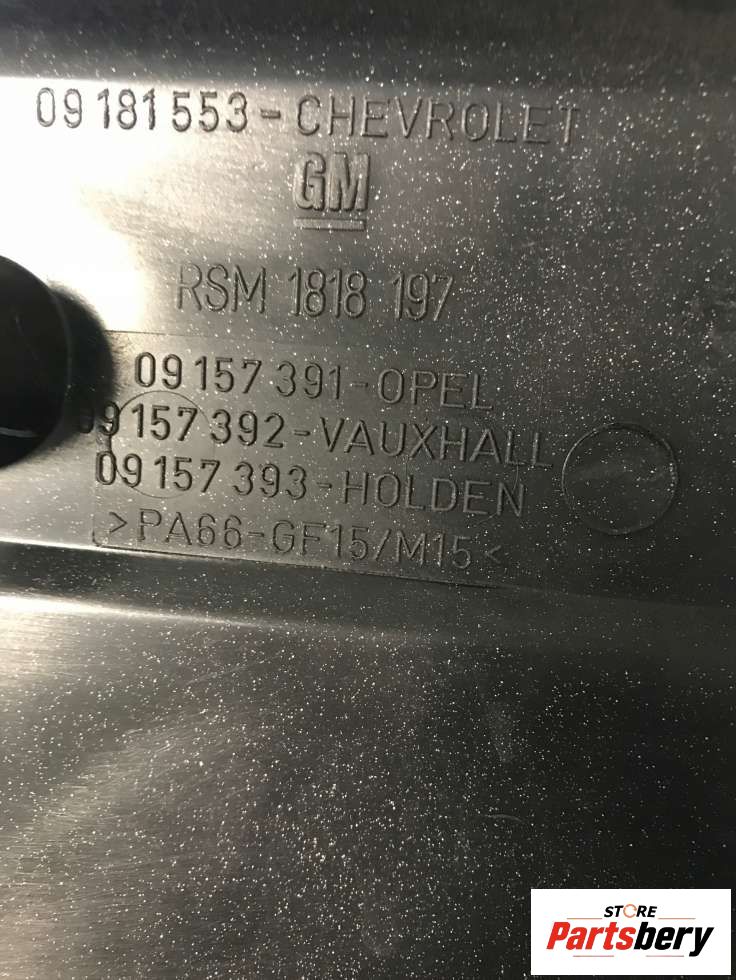 09 181 553 - CHEVROLET
GM
RSM 1818 197
09 157 391 - OPEL
09 157 392 - VAUXHALL
09 157 393 - HOLDEN
>PA66-GF15/M15<
STORE
Partsbery